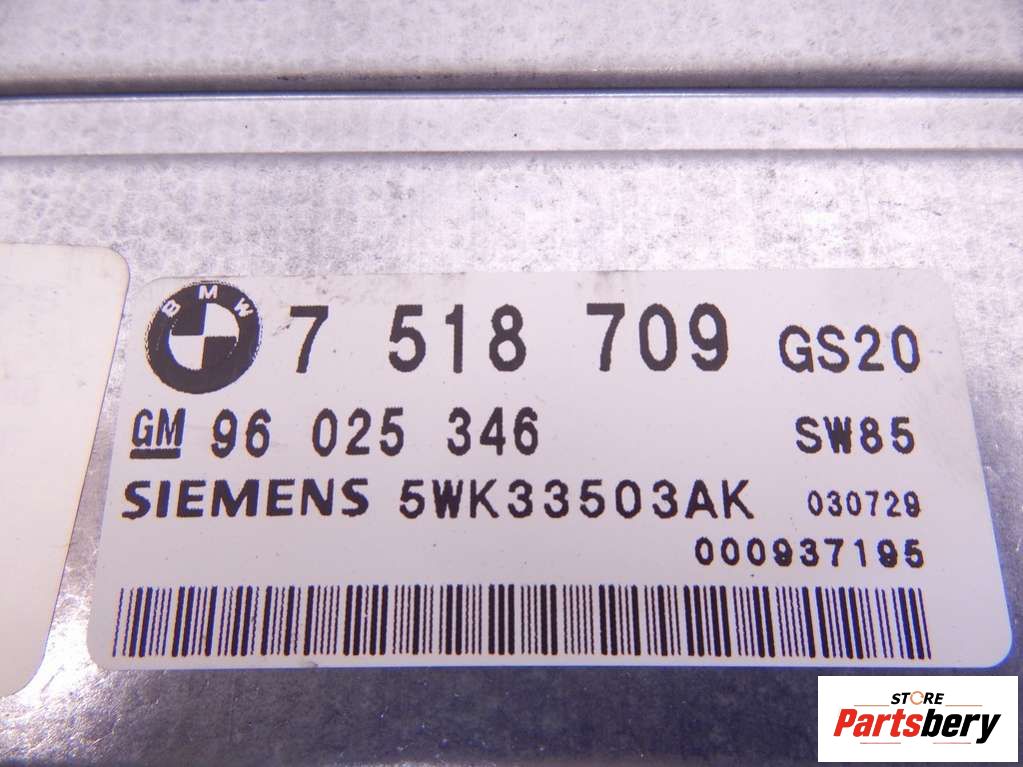 BMW 7 518 709 GS20
GM 96 025 346 SW85
SIEMENS 5WK33503AK 030729
000937195
STORE
Partsbery